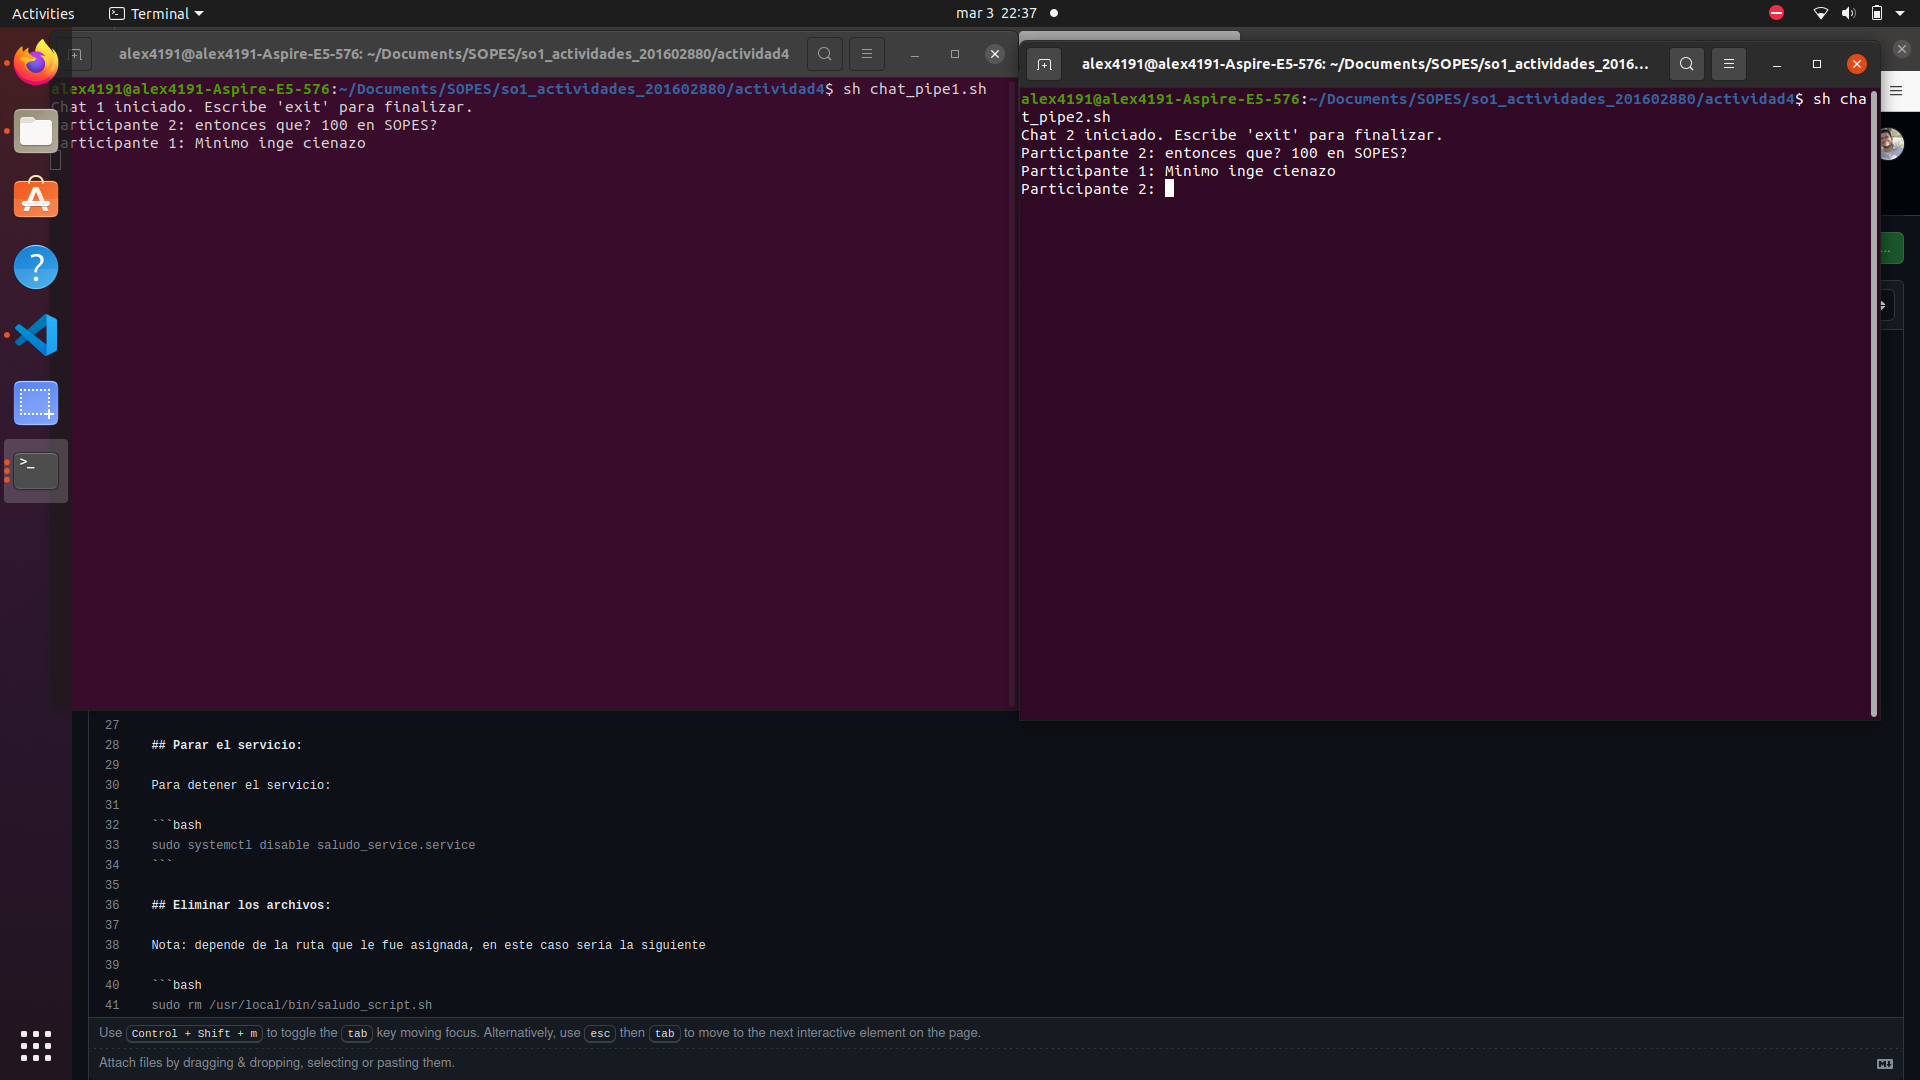 Activities
Terminal
mar 3 22:37
alex4191@alex4191-Aspire-E5-576: ~/Documents/SOPES/so1_actividades_201602880/actividad4
alex4191@alex4191-Aspire-E5-576:~/Documents/SOPES/so1_actividades_201602880/actividad4$ sh chat_pipe1.sh
Chat 1 iniciado. Escribe 'exit' para finalizar.
Participante 2: entonces que? 100 en SOPES?
Participante 1: Minimo inge cienazo
alex4191@alex4191-Aspire-E5-576: ~/Documents/SOPES/so1_actividades_2016...
alex4191@alex4191-Aspire-E5-576:~/Documents/SOPES/so1_actividades_201602880/actividad4$ sh cha
t_pipe2.sh
Chat 2 iniciado. Escribe 'exit' para finalizar.
Participante 2: entonces que? 100 en SOPES?
Participante 1: Minimo inge cienazo
Participante 2:
27
28 ## Parar el servicio:
29
30 Para detener el servicio:
31
32 ```bash
33 sudo systemctl disable saludo_service.service
34 ```
35
36 ## Eliminar los archivos:
37
38 Nota: depende de la ruta que le fue asignada, en este caso seria la siguiente
39
40 ```bash
41 sudo rm /usr/local/bin/saludo_script.sh
Use Control + Shift + m to toggle the tab key moving focus. Alternatively, use esc then tab to move to the next interactive element on the page.
Attach files by dragging & dropping, selecting or pasting them.